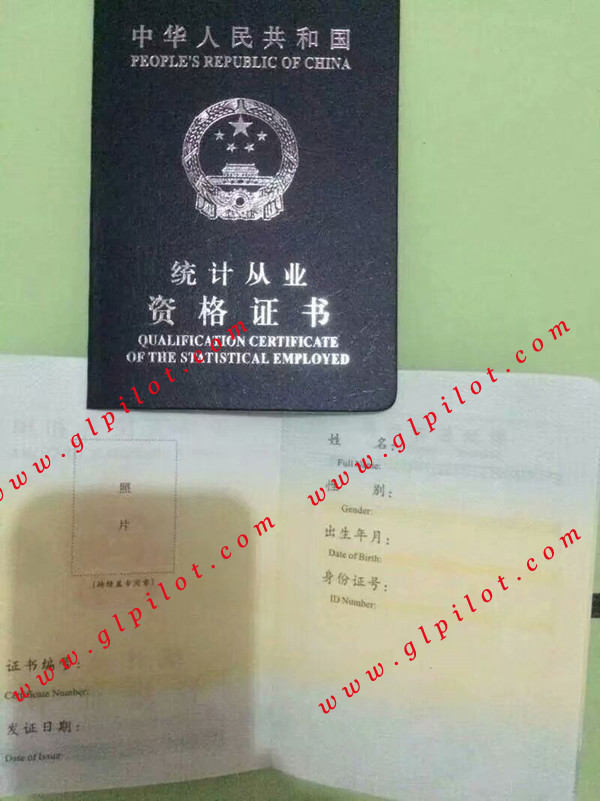 中华人民共和国
PEOPLE'S REPUBLIC OF CHINA
统计从业
资格证书
QUALIFICATION CERTIFICATE
OF THE STATISTICAL EMPLOYED
www.glpilot.com
www.glpilot.com
照
片
证书编号:
Certificate Number:
发证日期:
Date of Issue:
姓 名:
Full Name:
性 别:
Gender:
出生年月:
Date of Birth:
身份证号:
ID Number:
www.glpilot.com
www.glpilot.com